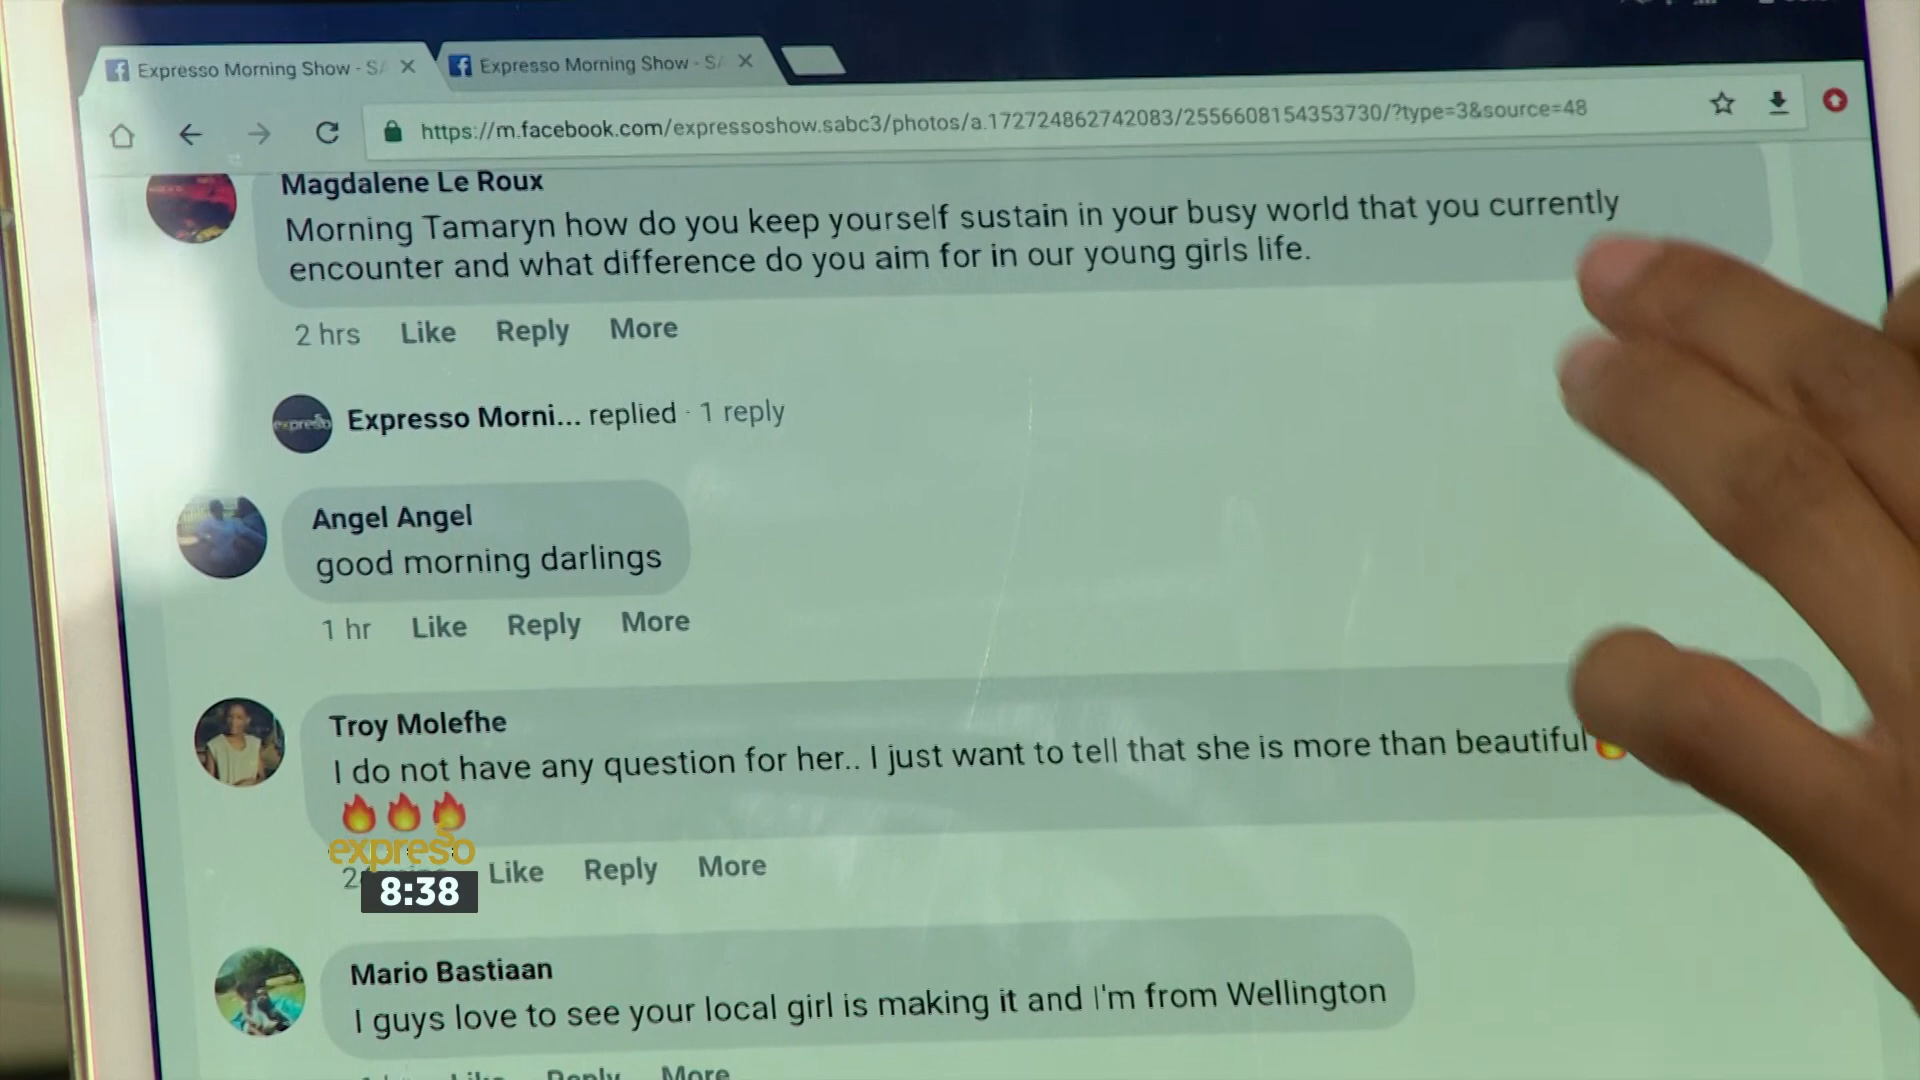 Expresso Morning Show - S
Expresso Morning Show - S
https://m.facebook.com/expressoshow.sabc3/photos/a.172724862742083/2556608154353730/?type=3&source=48
Magdalene Le Roux
Morning Tamaryn how do you keep yourself sustain in your busy world that you currently
encounter and what difference do you aim for in our young girls life.
2 hrs Like Reply More
expresso
Expresso Morni... replied · 1 reply
Angel Angel
good morning darlings
1 hr Like Reply More
Troy Molefhe
I do not have any question for her.. I just want to tell that she is more than beautiful🔥
🔥🔥🔥
expresso
Like Reply More
8:38
Mario Bastiaan
I guys love to see your local girl is making it and I'm from Wellington
Like Reply More